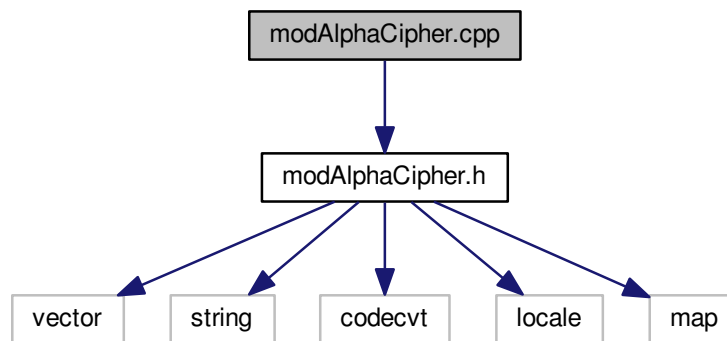 modAlphaCipher.cpp
modAlphaCipher.h
vector
string
codecvt
locale
map